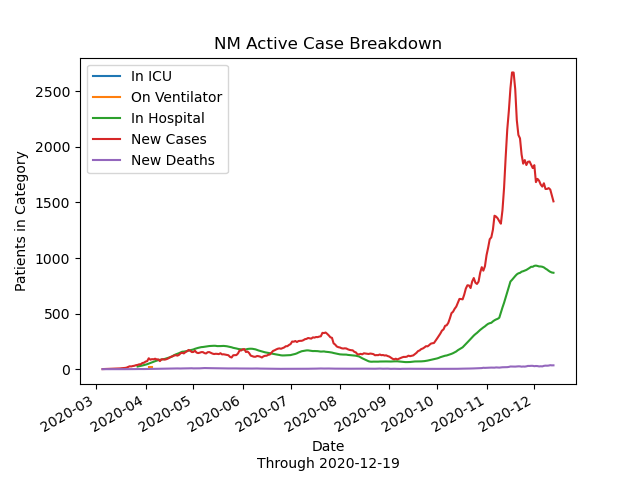 NM Active Case Breakdown
In ICU
On Ventilator
In Hospital
New Cases
New Deaths
Patients in Category
2500
2000
1500
1000
500
0
2020-03
2020-04
2020-05
2020-06
2020-07
2020-08
2020-09
2020-10
2020-11
2020-12
Date
Through 2020-12-19